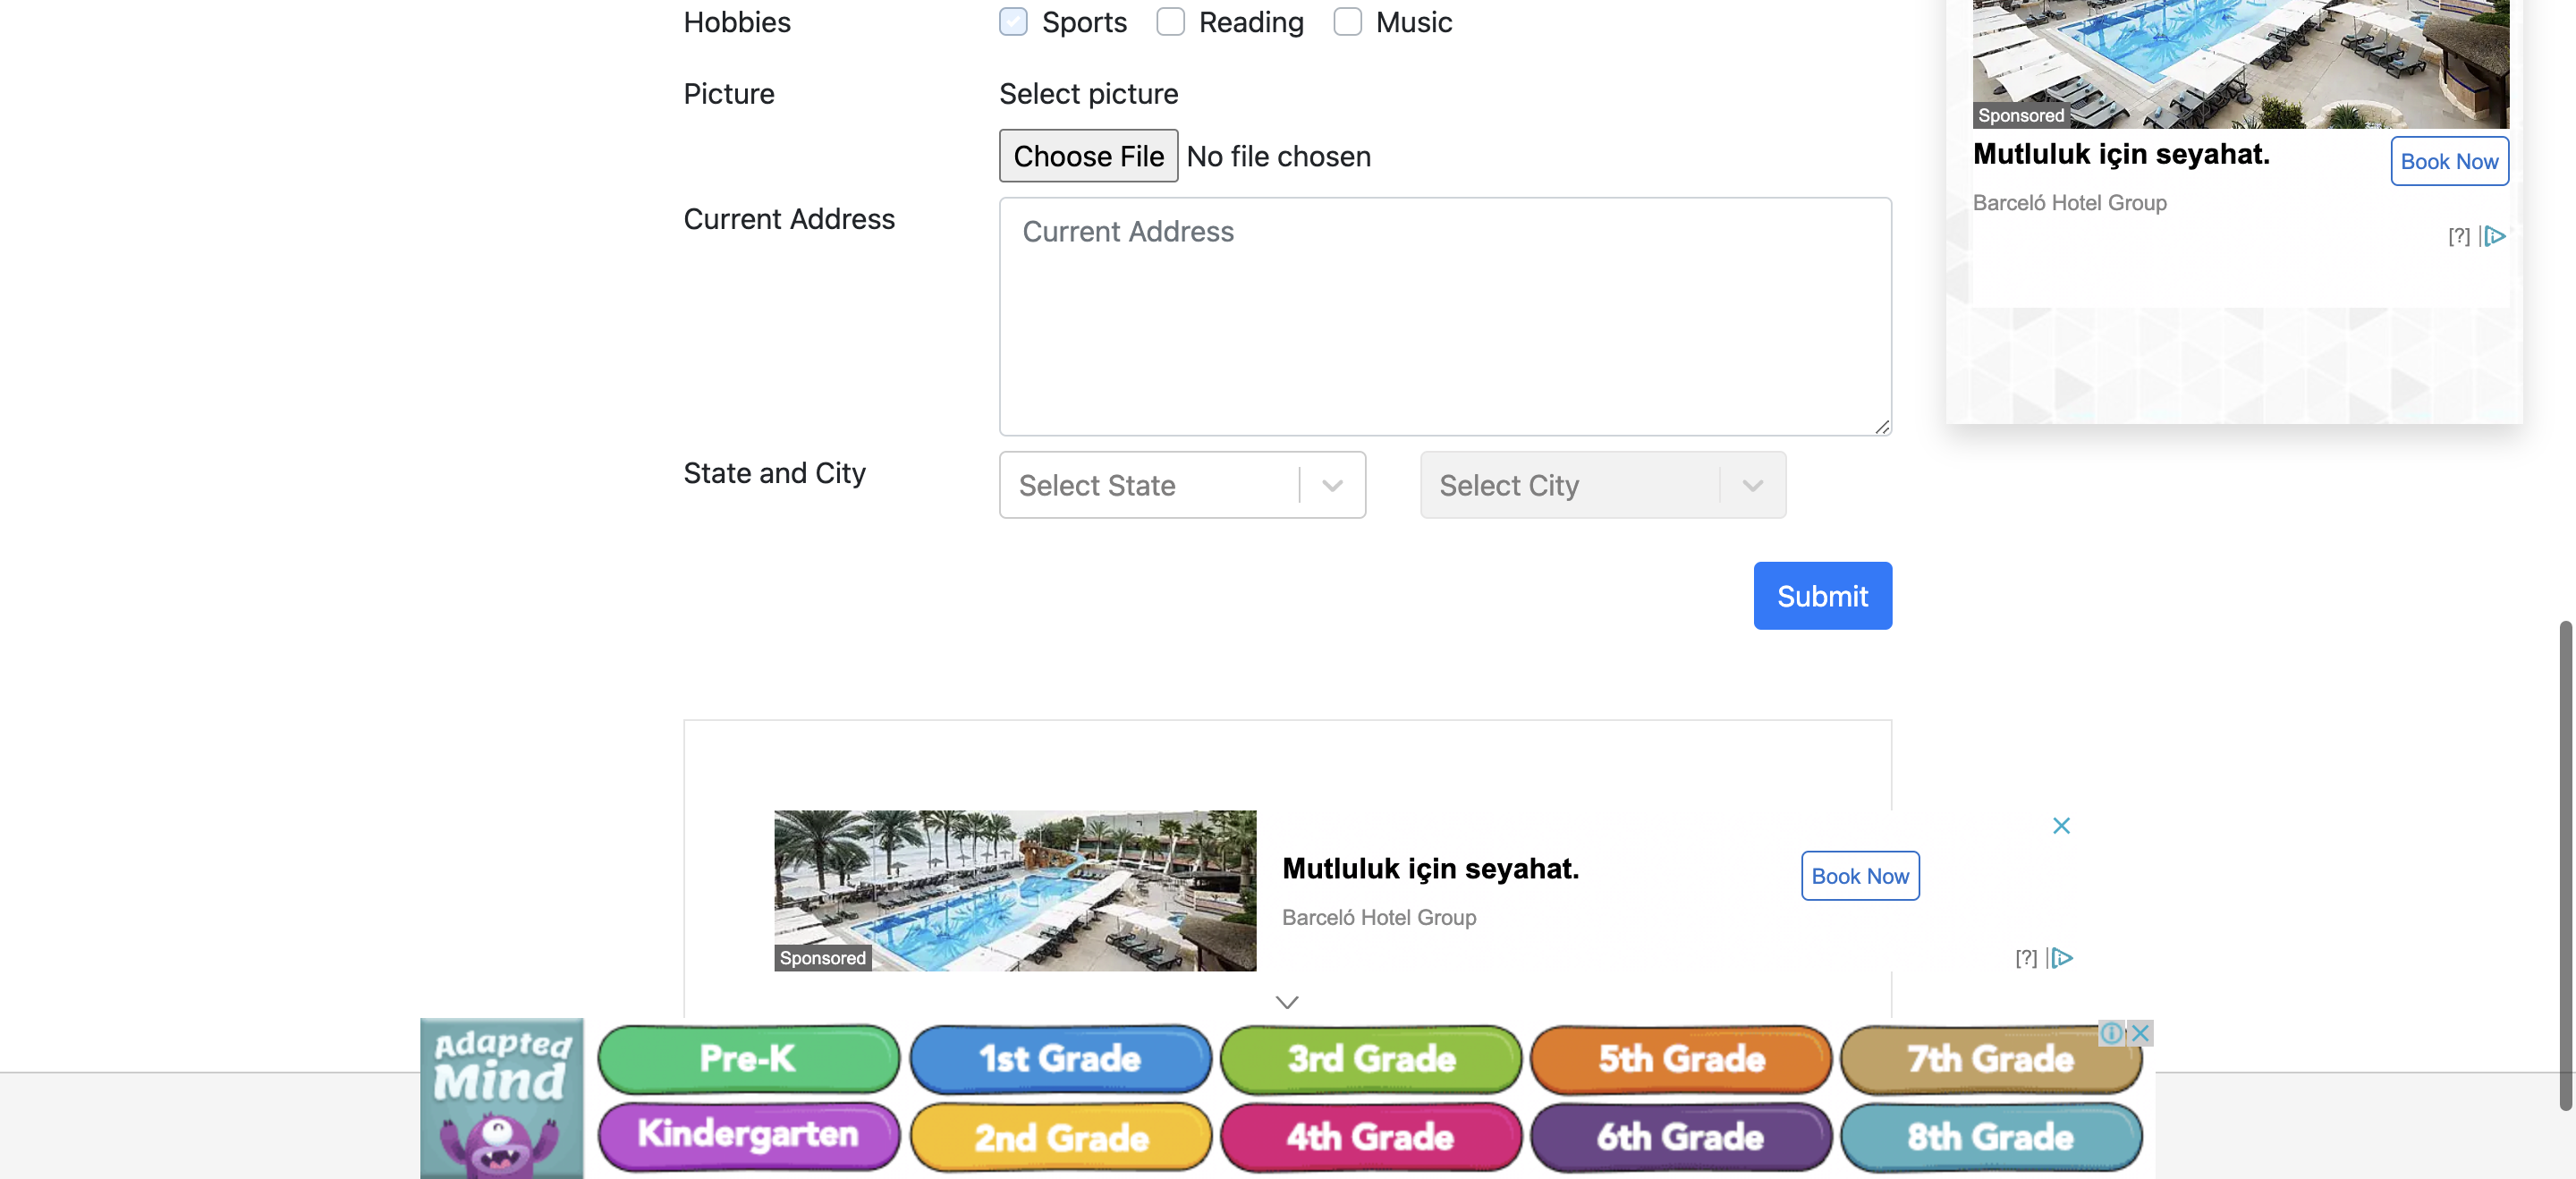 Hobbies
Sports
Reading
Music
Picture
Select picture
Choose File No file chosen
Current Address
Current Address
State and City
Select State
Select City
Submit
Sponsored
Mutluluk için seyahat.
Book Now
Barceló Hotel Group
[?]
Sponsored
Mutluluk için seyahat.
Barceló Hotel Group
Book Now
[?]
Adapted
Mind
Pre-K
1st Grade
3rd Grade
5th Grade
7th Grade
Kindergarten
2nd Grade
4th Grade
6th Grade
8th Grade